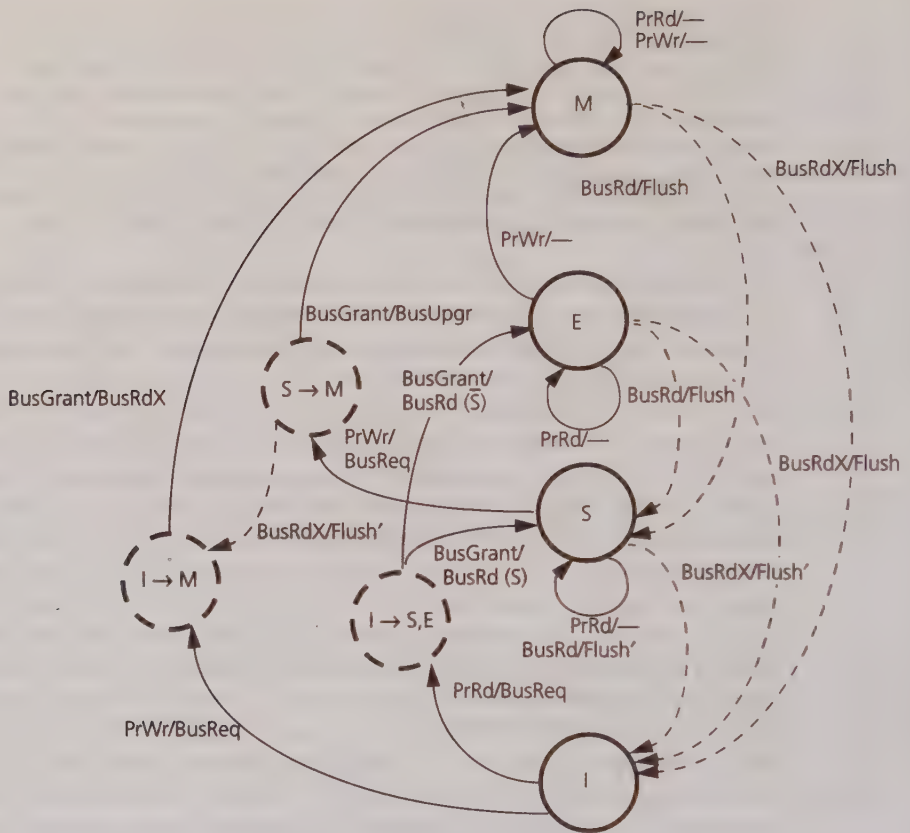 PrRd/—
PrWr/—
M
BusRdX/Flush
BusRd/Flush
PrWr/—
E
BusGrant/BusUpgr
S → M
BusGrant/
BusRd (S̅)
BusRd/Flush
BusGrant/BusRdX
PrRd/—
PrWr/
BusReq
BusRdX/Flush
S
BusRdX/Flush′
BusGrant/
BusRd (S)
I → M
BusRdX/Flush′
I → S,E
PrRd/—
BusRd/Flush′
PrRd/BusReq
PrWr/BusReq
I